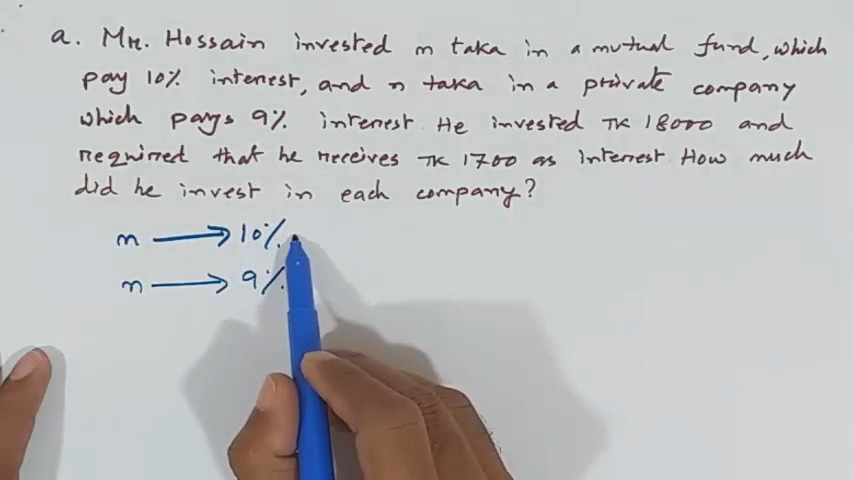 a. Mr. Hossain invested m taka in a mutual fund, which
pay 10% interest, and n taka in a private company
which pays 9% interest. He invested TK 18000 and
required that he receives TK 1700 as interest. How much
did he invest in each company?
m → 10%
n → 9%